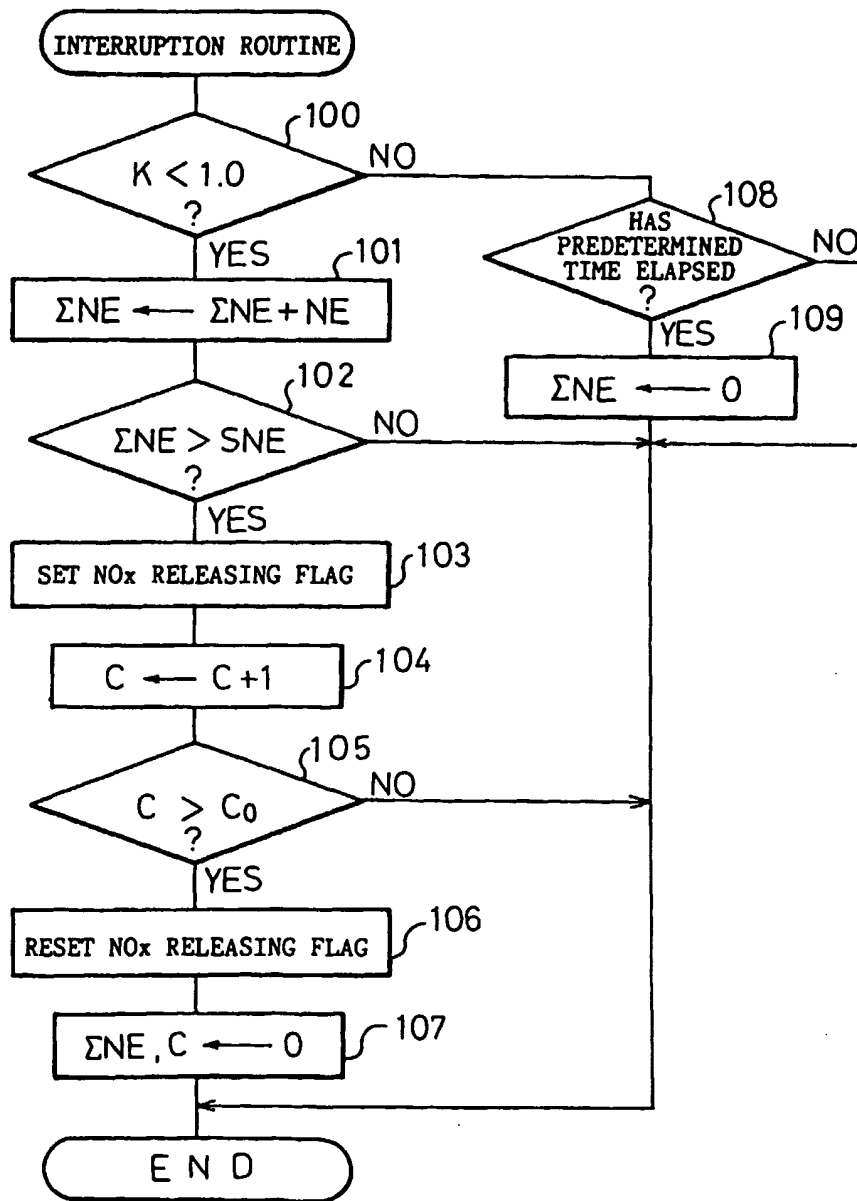 INTERRUPTION ROUTINE
100
K < 1.0
?
NO
YES
108
HAS
PREDETERMINED
TIME ELAPSED
?
NO
YES
101
ΣNE ← ΣNE + NE
109
ΣNE ← 0
102
ΣNE > SNE
?
NO
YES
103
SET NOx RELEASING FLAG
104
C ← C+1
105
C > C₀
?
NO
YES
106
RESET NOx RELEASING FLAG
107
ΣNE, C ← 0
END